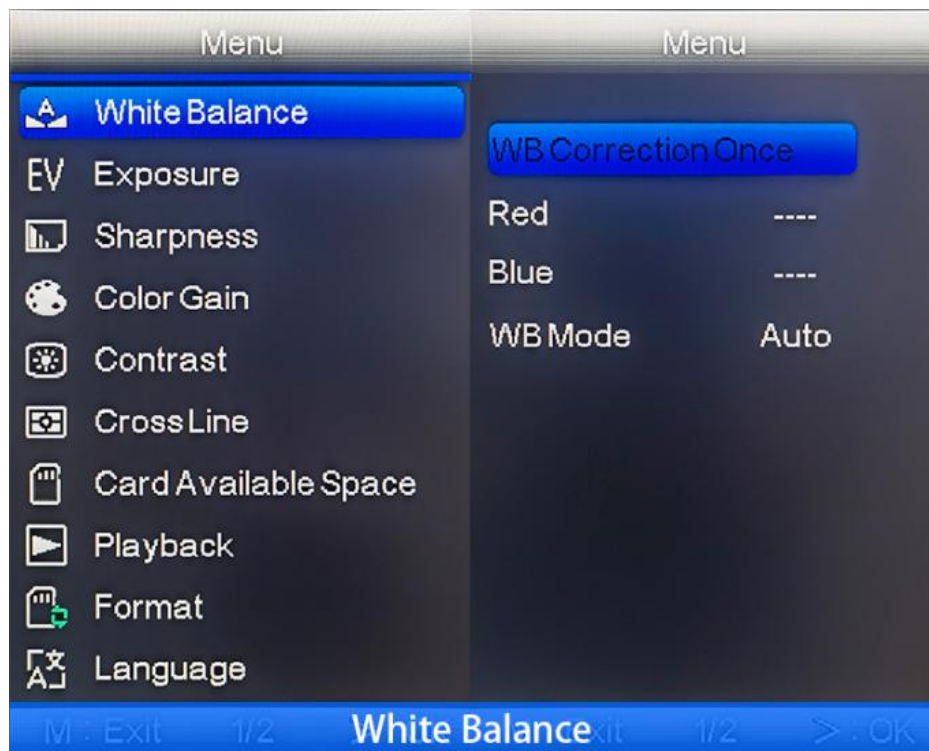 Menu
White Balance
EV Exposure
Sharpness
Color Gain
Contrast
Cross Line
Card Available Space
Playback
Format
Language
M : Exit 1/2
Menu
WB Correction Once
Red ----
Blue ----
WB Mode Auto
White Balance
1/2 > : OK